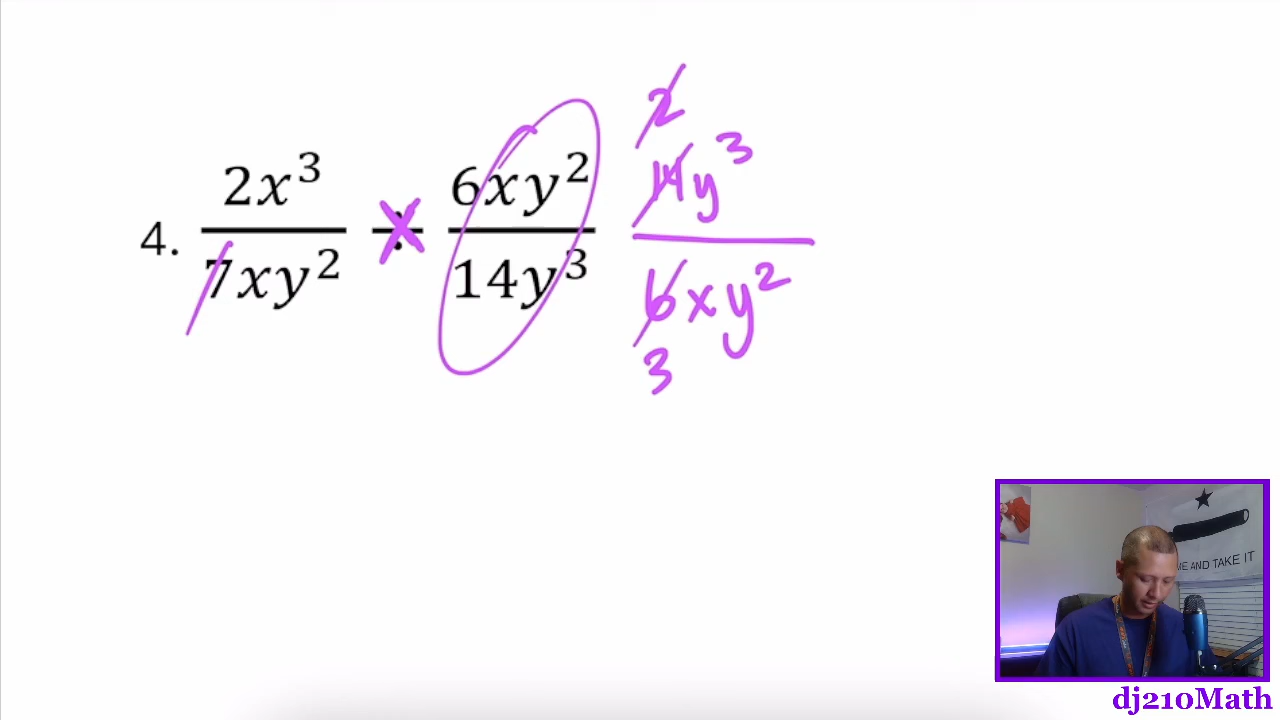 4. 2x³/7xy² ÷ × 6xy²/14y³
2
14y³/6xy²
3
ME AND TAKE IT
dj210Math